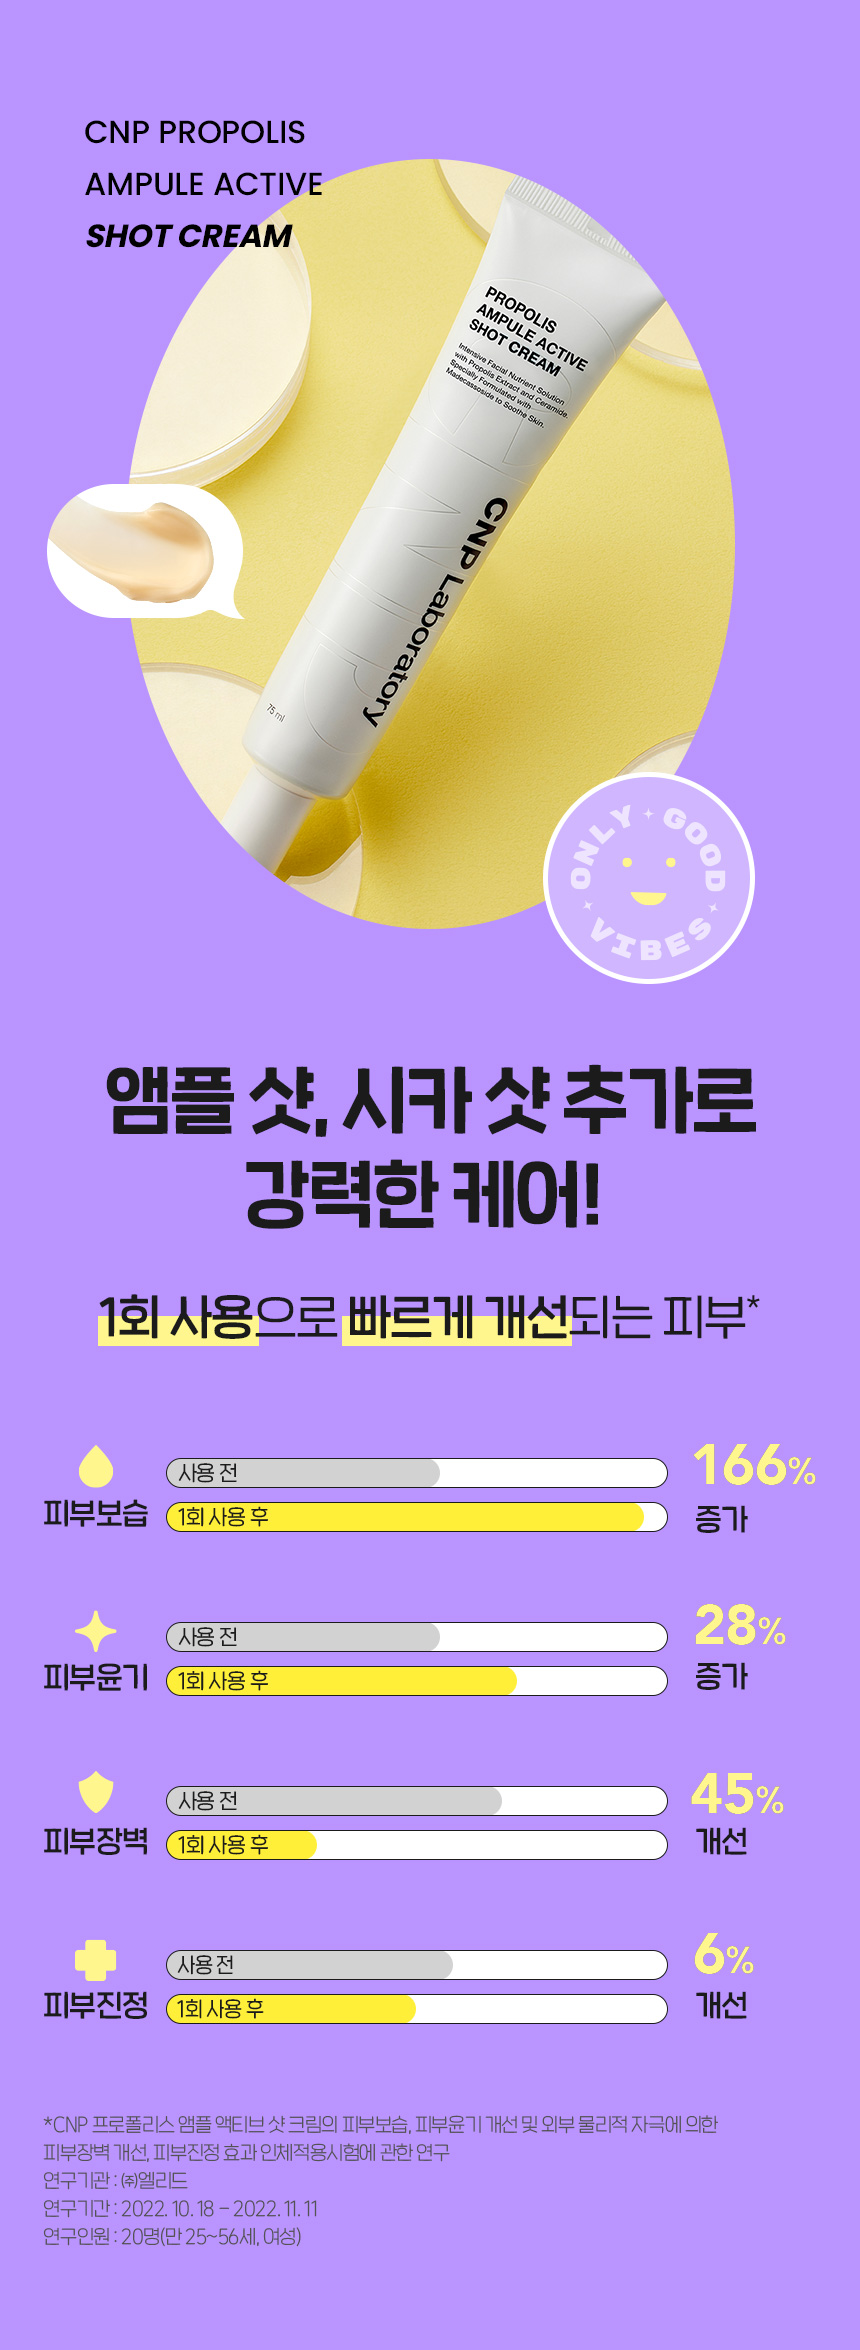 CNP PROPOLIS
AMPULE ACTIVE
SHOT CREAM
PROPOLIS
AMPULE ACTIVE
SHOT CREAM
Intensive Facial Nutrient Solution
with Propolis Extract and Ceramide.
Specially Formulated with
Madecassoside to Soothe Skin.
CNP Laboratory
75 ml
ONLY GOOD VIBES
앰플 샷, 시카 샷 추가로
강력한 케어!
1회 사용으로 빠르게 개선되는 피부*
피부보습
사용 전
1회 사용 후
166%
증가
피부윤기
사용 전
1회 사용 후
28%
증가
피부장벽
사용 전
1회 사용 후
45%
개선
피부진정
사용 전
1회 사용 후
6%
개선
*CNP 프로폴리스 앰플 액티브 샷 크림의 피부보습, 피부윤기 개선 및 외부 물리적 자극에 의한
피부장벽 개선, 피부진정 효과 인체적용시험에 관한 연구
연구기관 : ㈜엘리드
연구기간 : 2022. 10. 18 - 2022. 11. 11
연구인원 : 20명(만 25~56세, 여성)